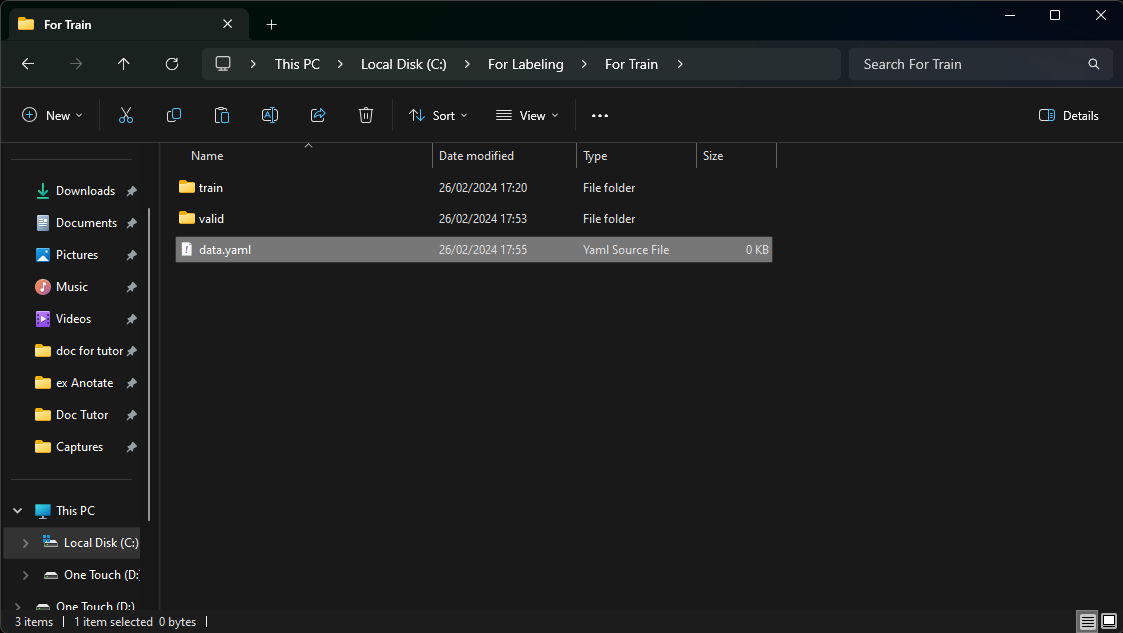 For Train
This PC Local Disk (C:) For Labeling For Train
Search For Train
New Sort View Details
Name Date modified Type Size
train 26/02/2024 17:20 File folder
valid 26/02/2024 17:53 File folder
data.yaml 26/02/2024 17:55 Yaml Source File 0 KB
Downloads
Documents
Pictures
Music
Videos
doc for tutor
ex Anotate
Doc Tutor
Captures
This PC
Local Disk (C:)
One Touch (D:
One Touch (D:)
3 items 1 item selected 0 bytes